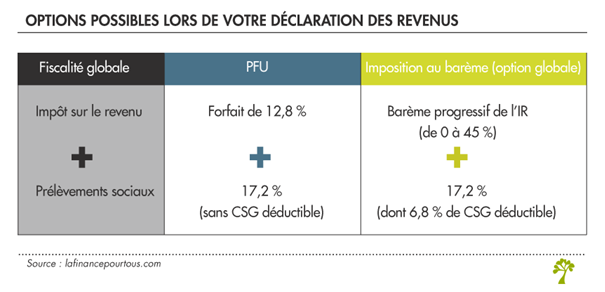 OPTIONS POSSIBLES LORS DE VOTRE DÉCLARATION DES REVENUS
Fiscalité globale
PFU
Imposition au barème (option globale)
Impôt sur le revenu
Forfait de 12,8 %
Barème progressif de l'IR
(de 0 à 45 %)
+
+
+
Prélèvements sociaux
17,2 %
(sans CSG déductible)
17,2 %
(dont 6,8 % de CSG déductible)
Source : lafinancepourtous.com